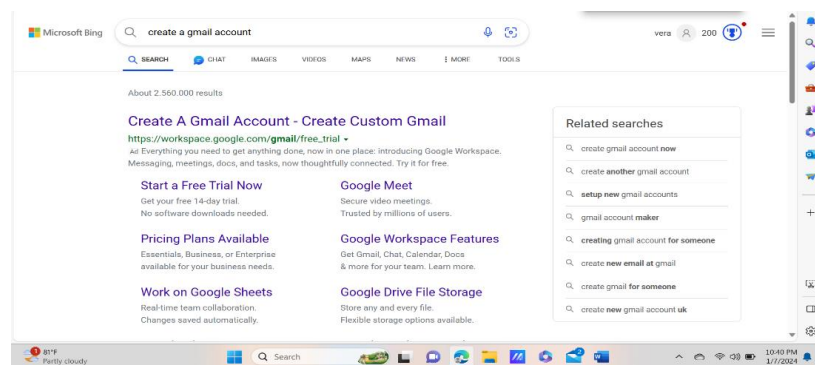 Microsoft Bing
create a gmail account
vera
200
SEARCH CHAT IMAGES VIDEOS MAPS NEWS MORE TOOLS
About 2.560.000 results
Create A Gmail Account - Create Custom Gmail
https://workspace.google.com/gmail/free_trial
Ad Everything you need to get anything done, now in one place: introducing Google Workspace.
Messaging, meetings, docs, and tasks, now thoughtfully connected. Try it for free.
Start a Free Trial Now
Get your free 14-day trial.
No software downloads needed.
Google Meet
Secure video meetings.
Trusted by millions of users.
Pricing Plans Available
Essentials, Business, or Enterprise
available for your business needs.
Google Workspace Features
Get Gmail, Chat, Calendar, Docs
& more for your team. Learn more.
Work on Google Sheets
Real-time team collaboration.
Changes saved automatically.
Google Drive File Storage
Store any and every file.
Flexible storage options available.
Related searches
create gmail account now
create another gmail account
setup new gmail accounts
gmail account maker
creating gmail account for someone
create new email at gmail
create gmail for someone
create new gmail account uk
1
81°F
Partly cloudy
Search
2
10:40 PM
1/7/2024